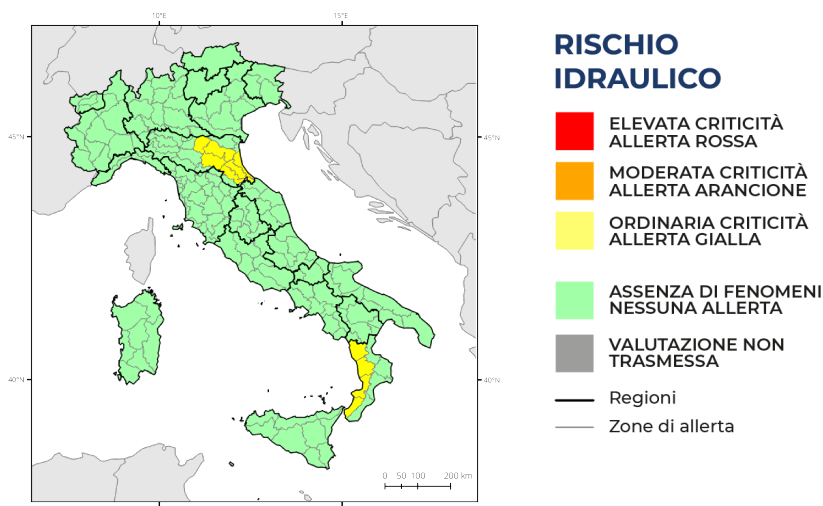 10°E
15°E
45°N
45°N
40°N
40°N
0 50 100 200 km
RISCHIO
IDRAULICO
ELEVATA CRITICITÀ
ALLERTA ROSSA
MODERATA CRITICITÀ
ALLERTA ARANCIONE
ORDINARIA CRITICITÀ
ALLERTA GIALLA
ASSENZA DI FENOMENI
NESSUNA ALLERTA
VALUTAZIONE NON
TRASMESSA
Regioni
Zone di allerta